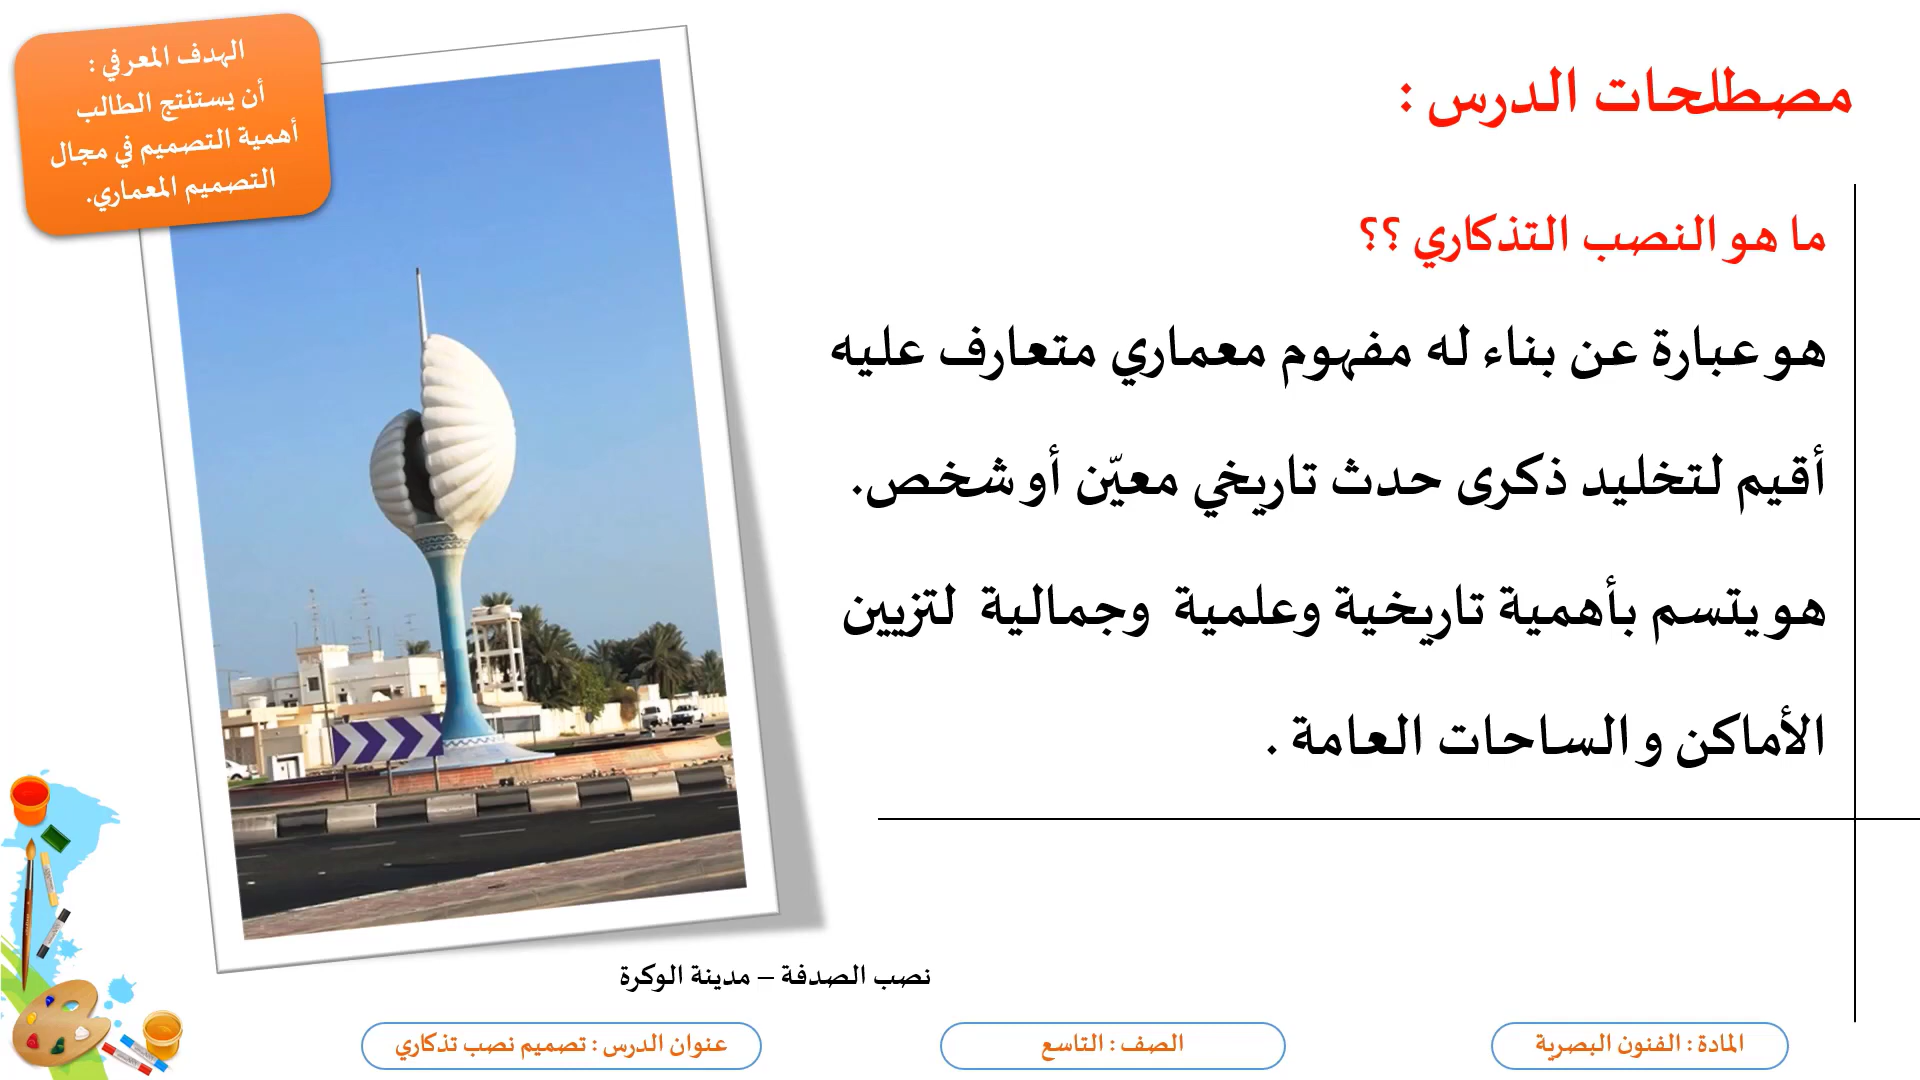 مصطلحات الدرس :
ما هو النصب التذكاري ؟؟
هو عبارة عن بناء له مفهوم معماري متعارف عليه
أقيم لتخليد ذكرى حدث تاريخي معيّن أو شخص.
هو يتسم بأهمية تاريخية وعلمية وجمالية لتزيين
الأماكن و الساحات العامة .
الهدف المعرفي :
أن يستنتج الطالب
أهمية التصميم في مجال
التصميم المعماري.
نصب الصدفة – مدينة الوكرة
المادة : الفنون البصرية
الصف : التاسع
عنوان الدرس : تصميم نصب تذكاري